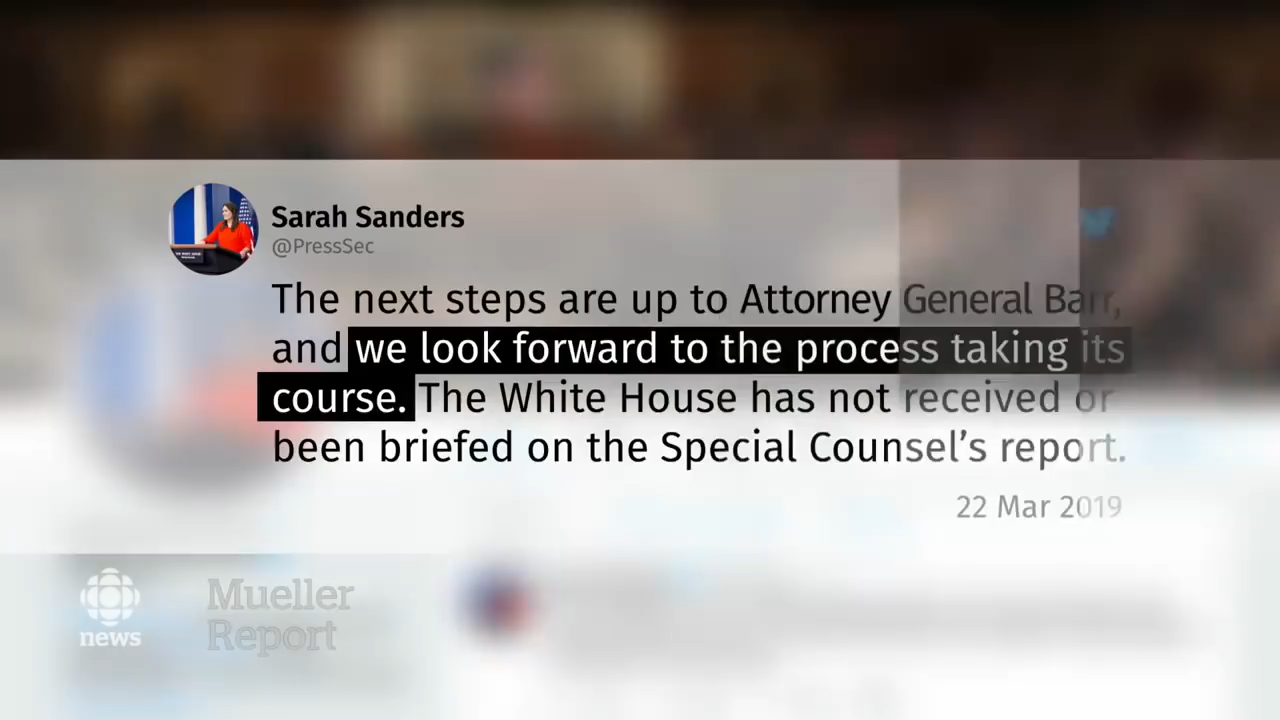 Sarah Sanders
@PressSec
The next steps are up to Attorney General Barr,
and we look forward to the process taking its
course. The White House has not received or
been briefed on the Special Counsel’s report.
22 Mar 2019
news
Mueller
Report